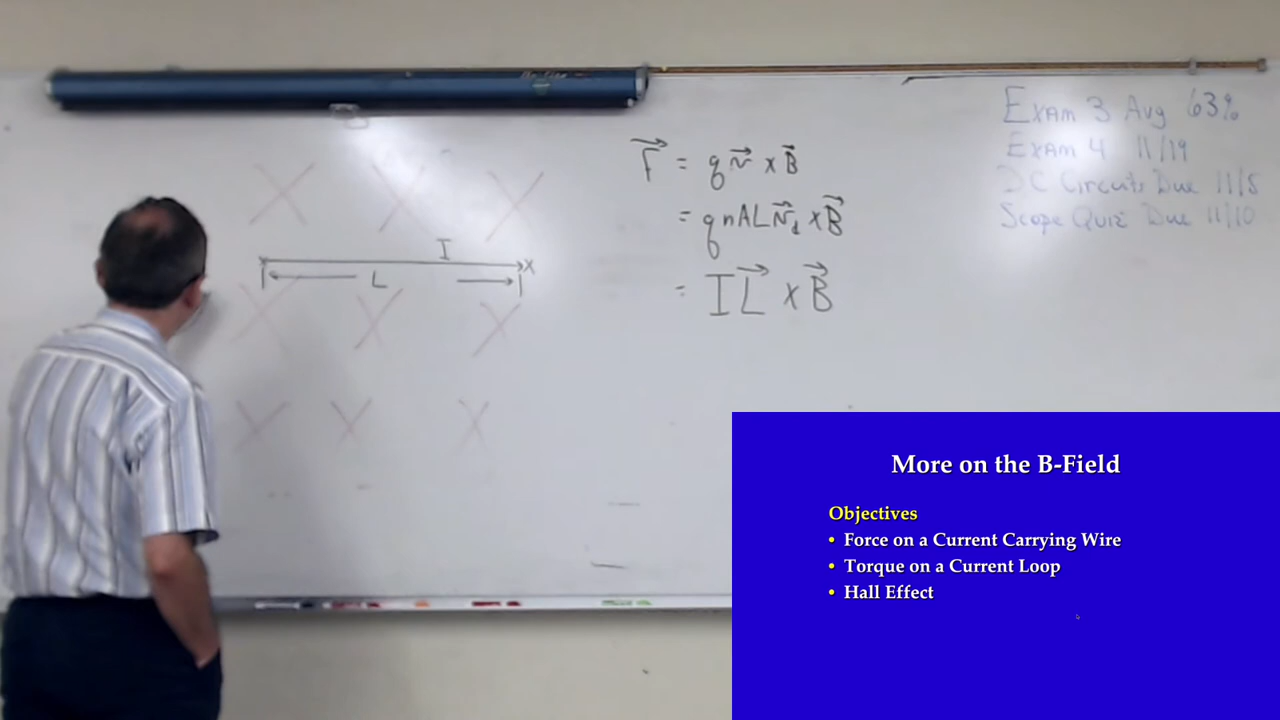 I
L
F⃗ = q v⃗ x B⃗
= q n A L v⃗d x B⃗
= I L⃗ x B⃗
Exam 3 Avg 63%
Exam 4 11/19
DC Circuits Due 11/5
Scope Quiz Due 11/10
More on the B-Field
Objectives
• Force on a Current Carrying Wire
• Torque on a Current Loop
• Hall Effect